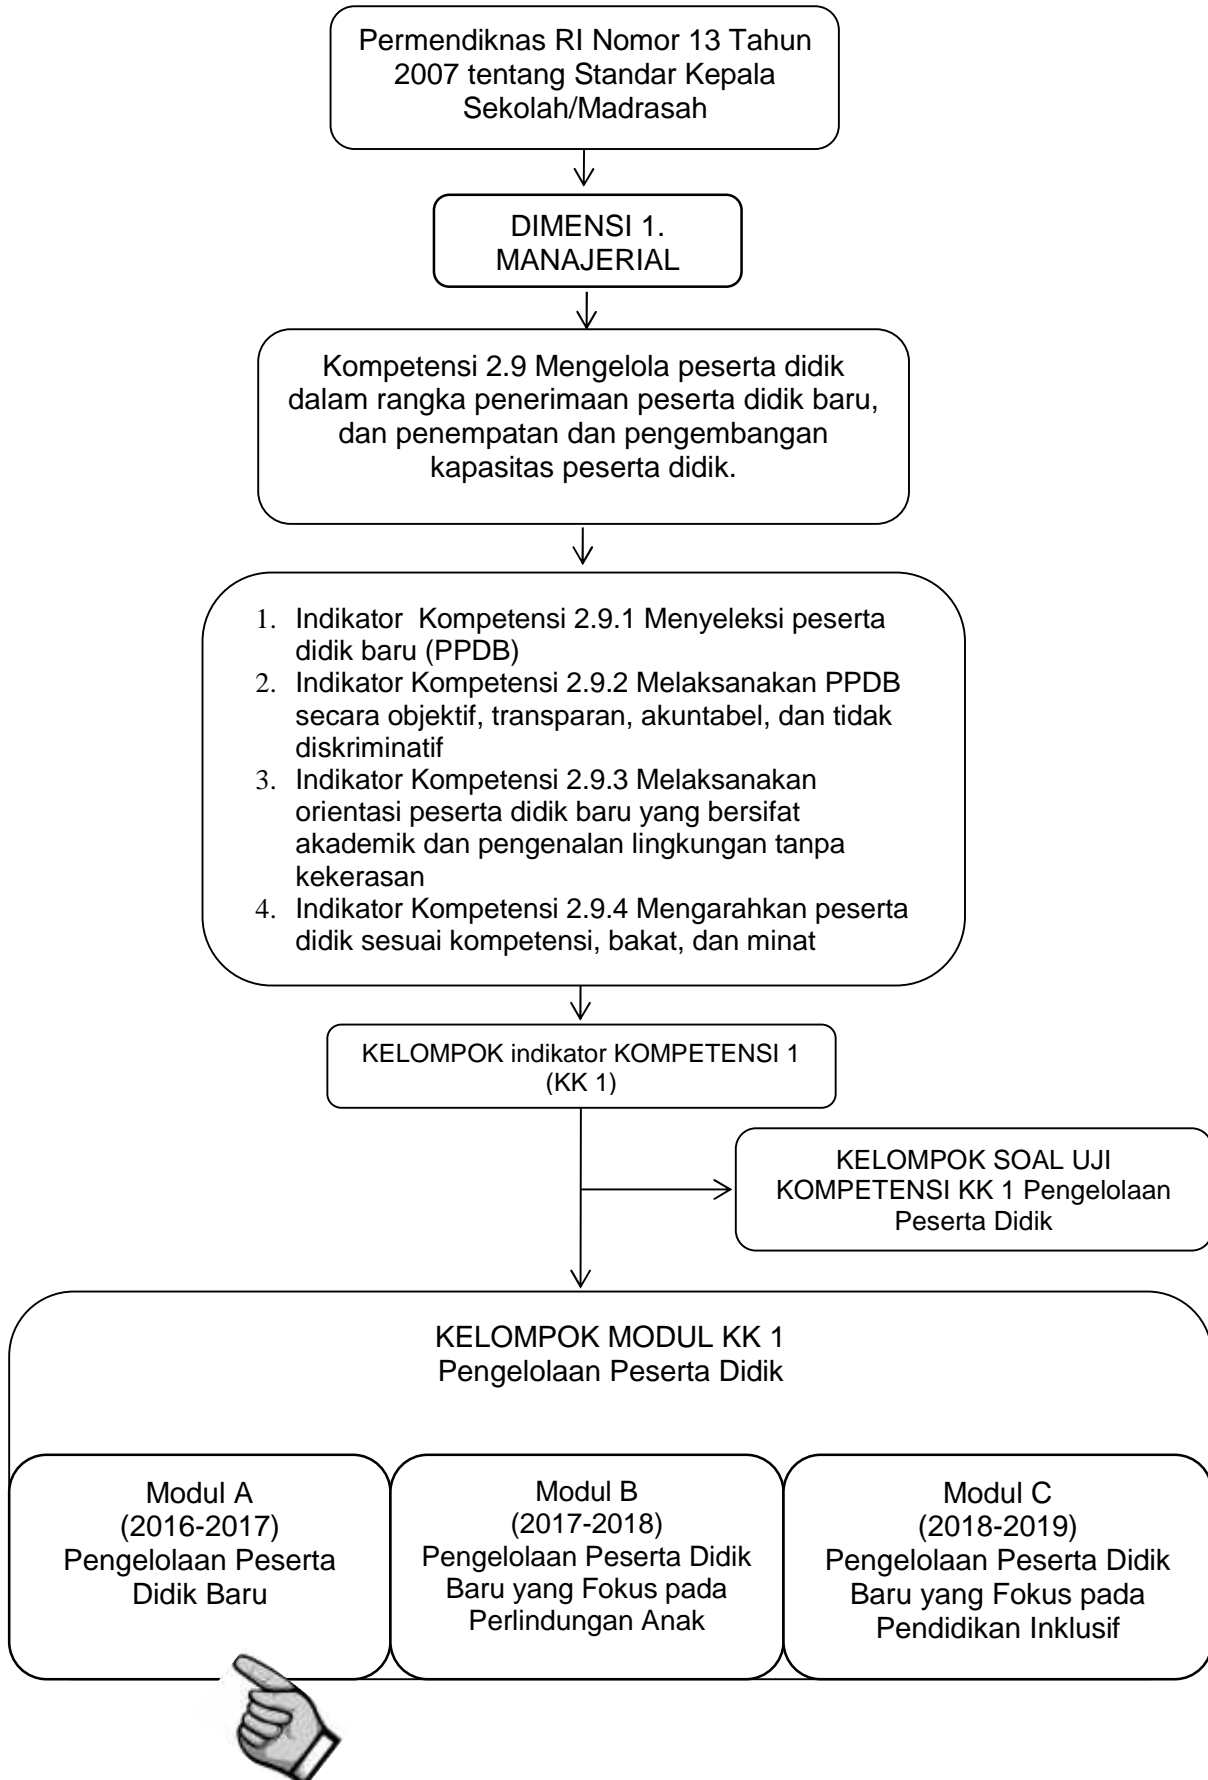 Permendiknas RI Nomor 13 Tahun
2007 tentang Standar Kepala
Sekolah/Madrasah
DIMENSI 1.
MANAJERIAL
Kompetensi 2.9 Mengelola peserta didik
dalam rangka penerimaan peserta didik baru,
dan penempatan dan pengembangan
kapasitas peserta didik.
1. Indikator Kompetensi 2.9.1 Menyeleksi peserta
didik baru (PPDB)
2. Indikator Kompetensi 2.9.2 Melaksanakan PPDB
secara objektif, transparan, akuntabel, dan tidak
diskriminatif
3. Indikator Kompetensi 2.9.3 Melaksanakan
orientasi peserta didik baru yang bersifat
akademik dan pengenalan lingkungan tanpa
kekerasan
4. Indikator Kompetensi 2.9.4 Mengarahkan peserta
didik sesuai kompetensi, bakat, dan minat
KELOMPOK indikator KOMPETENSI 1
(KK 1)
KELOMPOK SOAL UJI
KOMPETENSI KK 1 Pengelolaan
Peserta Didik
KELOMPOK MODUL KK 1
Pengelolaan Peserta Didik
Modul A
(2016-2017)
Pengelolaan Peserta
Didik Baru
Modul B
(2017-2018)
Pengelolaan Peserta Didik
Baru yang Fokus pada
Perlindungan Anak
Modul C
(2018-2019)
Pengelolaan Peserta Didik
Baru yang Fokus pada
Pendidikan Inklusif